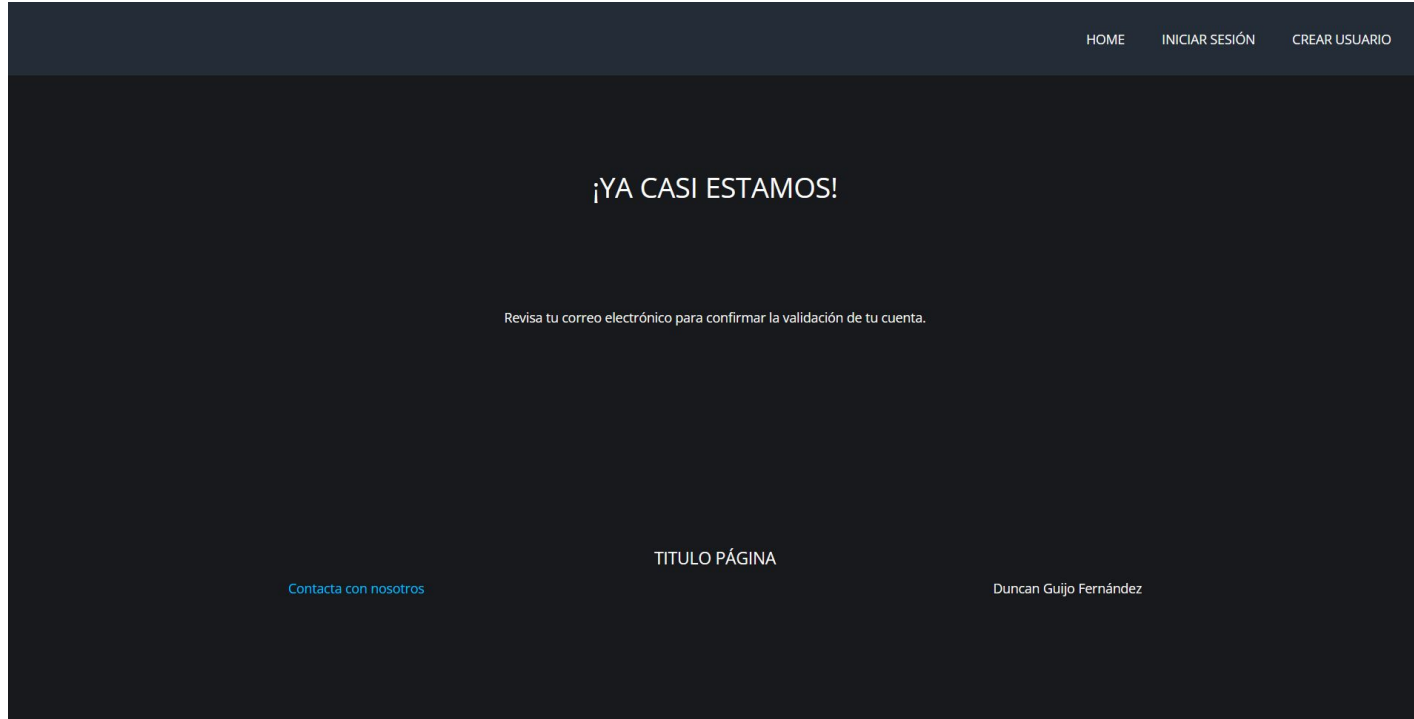 HOME INICIAR SESIÓN CREAR USUARIO
¡YA CASI ESTAMOS!
Revisa tu correo electrónico para confirmar la validación de tu cuenta.
TITULO PÁGINA
Contacta con nosotros Duncan Guijo Fernández